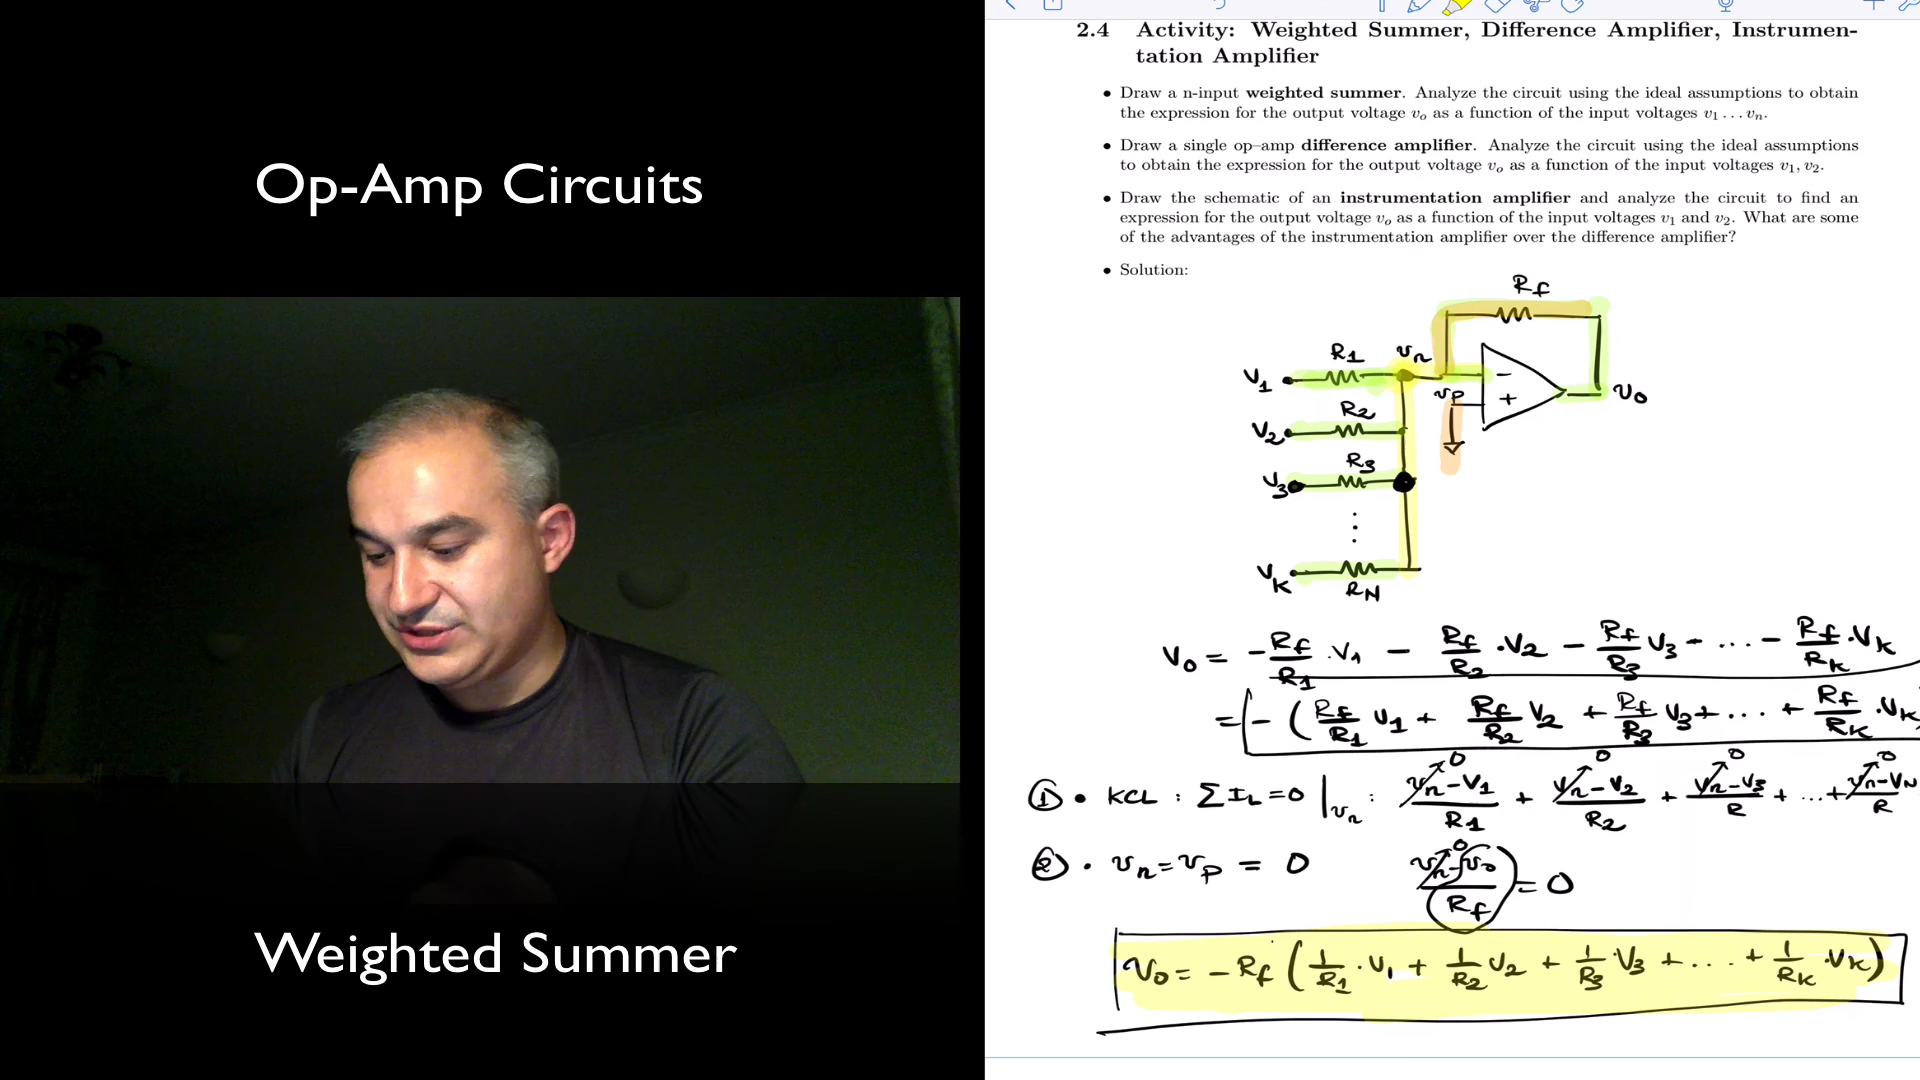 Op-Amp Circuits
Weighted Summer
2.4 Activity: Weighted Summer, Difference Amplifier, Instrumen-
tation Amplifier
• Draw a n-input weighted summer. Analyze the circuit using the ideal assumptions to obtain
the expression for the output voltage vₒ as a function of the input voltages v₁ … vₙ.
• Draw a single op–amp difference amplifier. Analyze the circuit using the ideal assumptions
to obtain the expression for the output voltage vₒ as a function of the input voltages v₁, v₂.
• Draw the schematic of an instrumentation amplifier and analyze the circuit to find an
expression for the output voltage vₒ as a function of the input voltages v₁ and v₂. What are some
of the advantages of the instrumentation amplifier over the difference amplifier?
• Solution:
Rf
R1 vn
V1 −
vp
+ vo
R2
V2
R3
V3
⋮
VK
RN
Vo = -Rf/R1 · V1 - Rf/R2 · V2 - Rf/R3 V3 - ... - Rf/RK · VK
= - (Rf/R1 V1 + Rf/R2 V2 + Rf/R3 V3 + ... + Rf/RK · VK
① • KCL : ΣIL = 0 |vn : (vn - V1)/R1 + (vn - V2)/R2 + (vn - V3)/R + ... + (vn - VN)/R
0 0 0 0
② • vn = vp = 0 (vn - vo)/Rf = 0
0
vo = - Rf (1/R1 · V1 + 1/R2 V2 + 1/R3 · V3 + ... + 1/RK · VK)